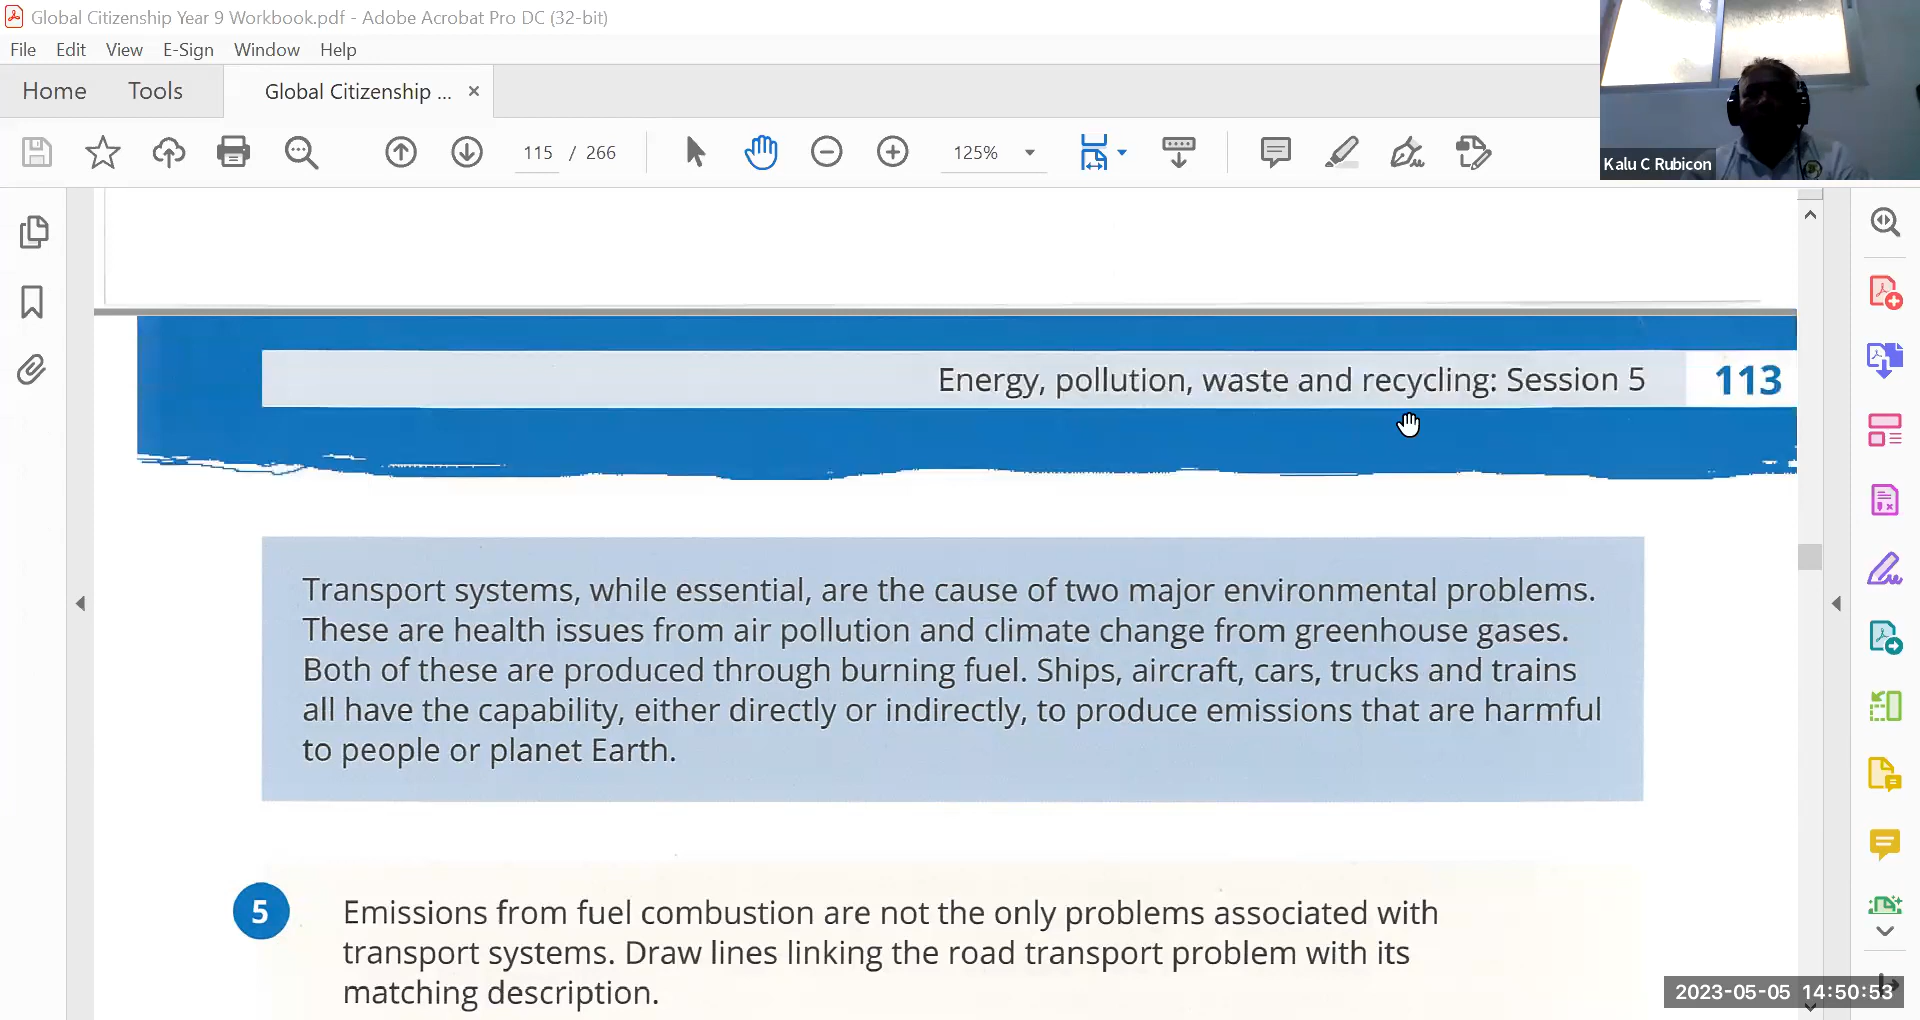 Global Citizenship Year 9 Workbook.pdf - Adobe Acrobat Pro DC (32-bit)
File Edit View E-Sign Window Help
Home Tools Global Citizenship ... ×
115 / 266 125%
Kalu C Rubicon
Energy, pollution, waste and recycling: Session 5 113
Transport systems, while essential, are the cause of two major environmental problems.
These are health issues from air pollution and climate change from greenhouse gases.
Both of these are produced through burning fuel. Ships, aircraft, cars, trucks and trains
all have the capability, either directly or indirectly, to produce emissions that are harmful
to people or planet Earth.
5 Emissions from fuel combustion are not the only problems associated with
transport systems. Draw lines linking the road transport problem with its
matching description.
2023-05-05 14:50:53